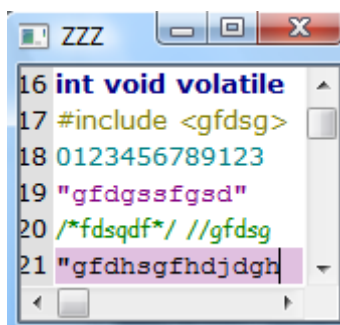 ZZZ
16 int void volatile
17 #include <gfdsg>
18 0123456789123
19 "gfdgssfgsd"
20 /*fdsqdf*/ //gfdsg
21 "gfdhsgfhdjdgh